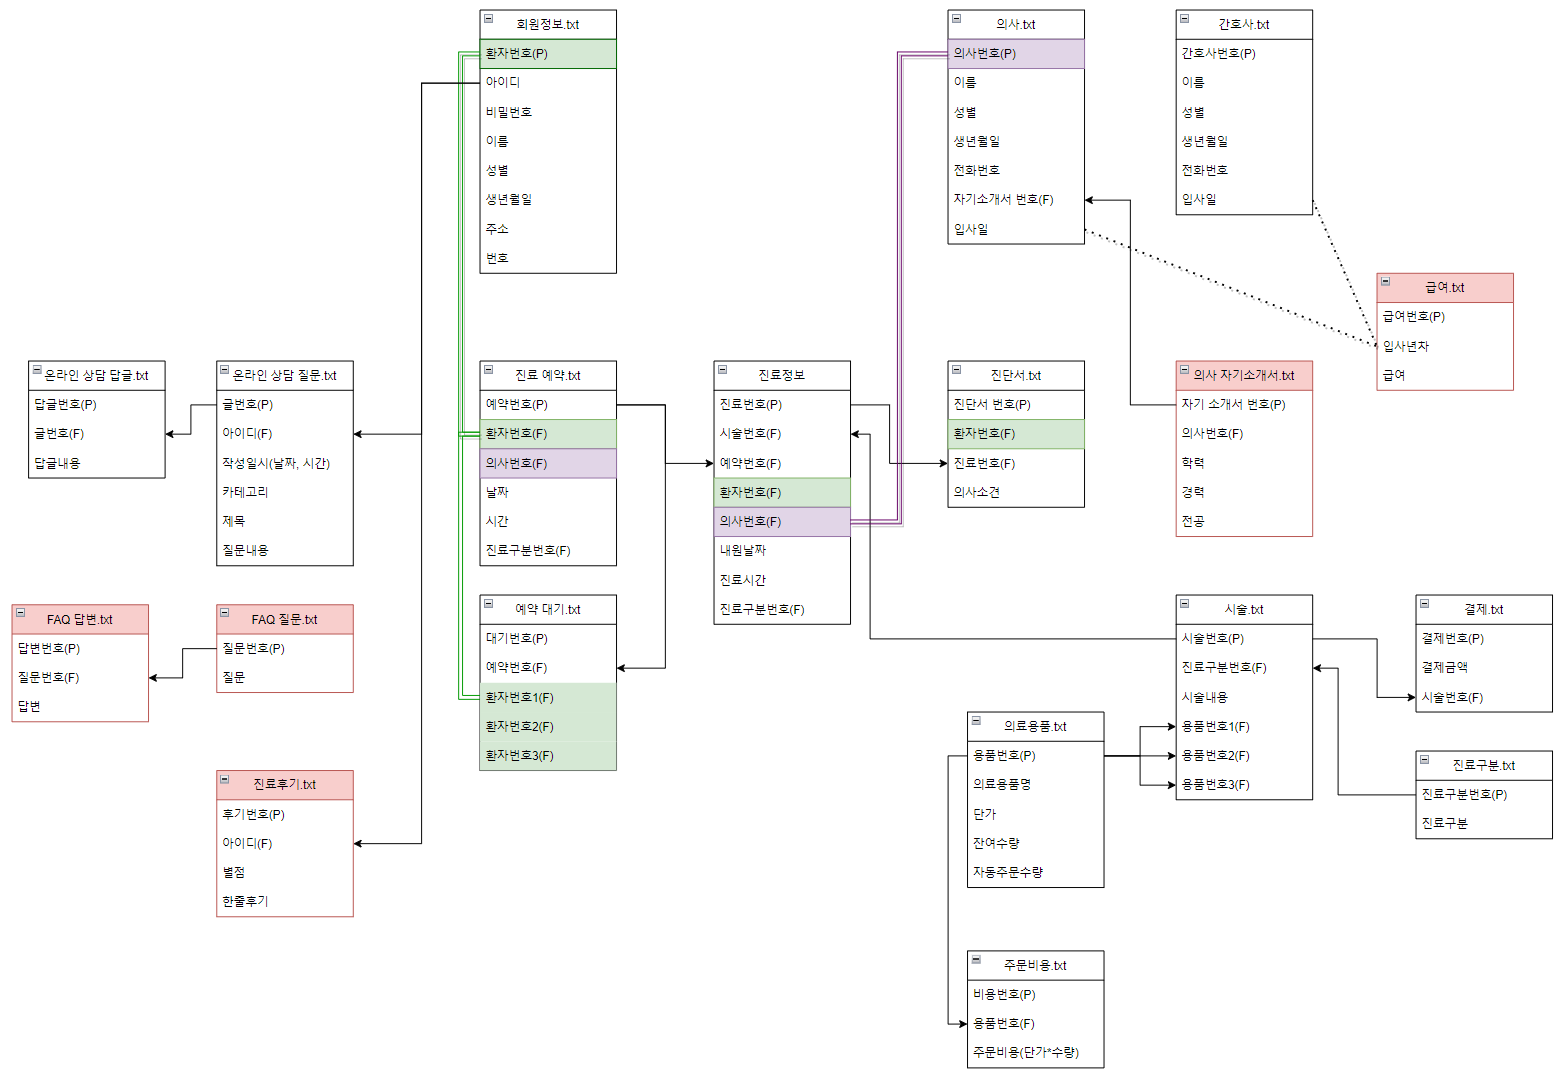 회원정보.txt
환자번호(P)
아이디
비밀번호
이름
성별
생년월일
주소
번호
의사.txt
의사번호(P)
이름
성별
생년월일
전화번호
자기소개서 번호(F)
입사일
간호사.txt
간호사번호(P)
이름
성별
생년월일
전화번호
입사일
급여.txt
급여번호(P)
입사년차
급여
온라인 상담 답글.txt
답글번호(P)
글번호(F)
답글내용
온라인 상담 질문.txt
글번호(P)
아이디(F)
작성일시(날짜, 시간)
카테고리
제목
질문내용
진료 예약.txt
예약번호(P)
환자번호(F)
의사번호(F)
날짜
시간
진료구분번호(F)
진료정보
진료번호(P)
시술번호(F)
예약번호(F)
환자번호(F)
의사번호(F)
내원날짜
진료시간
진료구분번호(F)
진단서.txt
진단서 번호(P)
환자번호(F)
진료번호(F)
의사소견
의사 자기소개서.txt
자기 소개서 번호(P)
의사번호(F)
학력
경력
전공
FAQ 답변.txt
답변번호(P)
질문번호(F)
답변
FAQ 질문.txt
질문번호(P)
질문
예약 대기.txt
대기번호(P)
예약번호(F)
환자번호1(F)
환자번호2(F)
환자번호3(F)
시술.txt
시술번호(P)
진료구분번호(F)
시술내용
용품번호1(F)
용품번호2(F)
용품번호3(F)
결제.txt
결제번호(P)
결제금액
시술번호(F)
진료후기.txt
후기번호(P)
아이디(F)
별점
한줄후기
의료용품.txt
용품번호(P)
의료용품명
단가
잔여수량
자동주문수량
진료구분.txt
진료구분번호(P)
진료구분
주문비용.txt
비용번호(P)
용품번호(F)
주문비용(단가*수량)